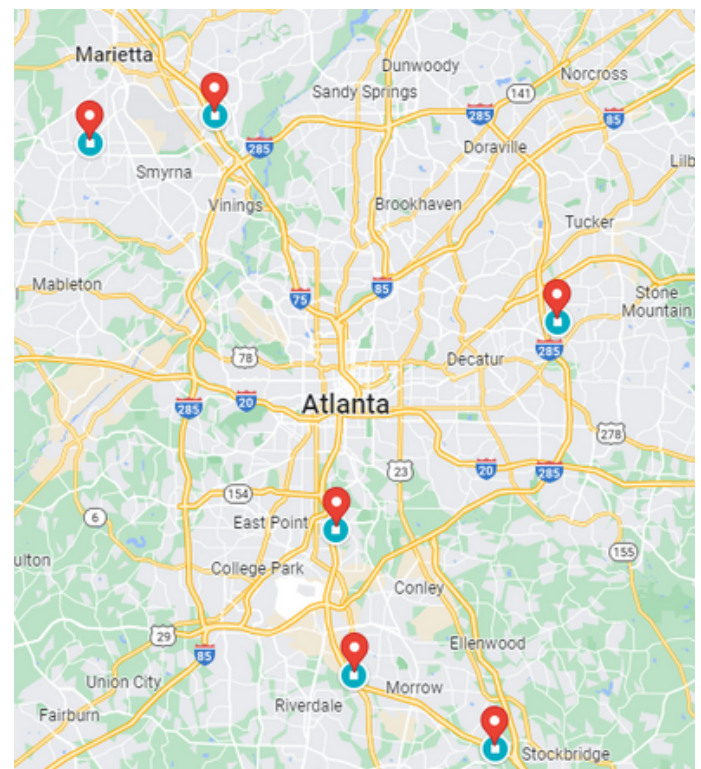 Marietta
Dunwoody
Norcross
Sandy Springs
141
285
85
285
Doraville
Smyrna
Lilb
Vinings
Brookhaven
Tucker
Mableton
75
85
Stone
Mountain
78
Decatur
285
20
285
Atlanta
278
23
20
285
154
6
East Point
155
ulton
College Park
Conley
29
Ellenwood
85
Union City
Morrow
Riverdale
Fairburn
Stockbridge